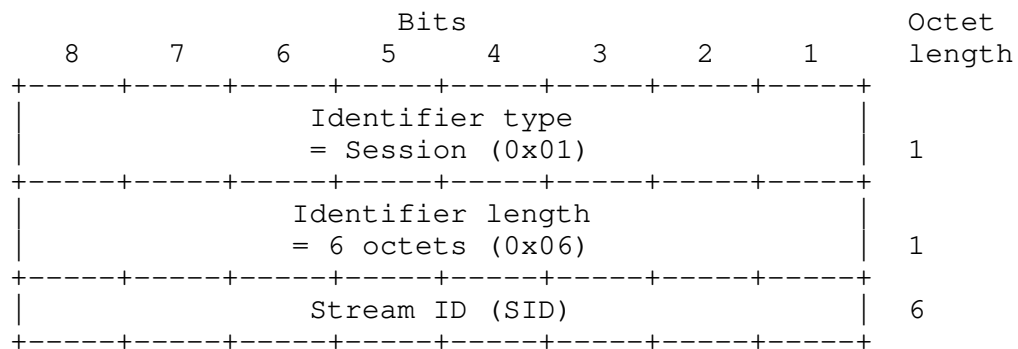 Bits Octet
8 7 6 5 4 3 2 1 length
+-----+-----+-----+-----+-----+-----+-----+-----+
| Identifier type |
| = Session (0x01) | 1
+-----+-----+-----+-----+-----+-----+-----+-----+
| Identifier length |
| = 6 octets (0x06) | 1
+-----+-----+-----+-----+-----+-----+-----+-----+
| Stream ID (SID) | 6
+-----+-----+-----+-----+-----+-----+-----+-----+